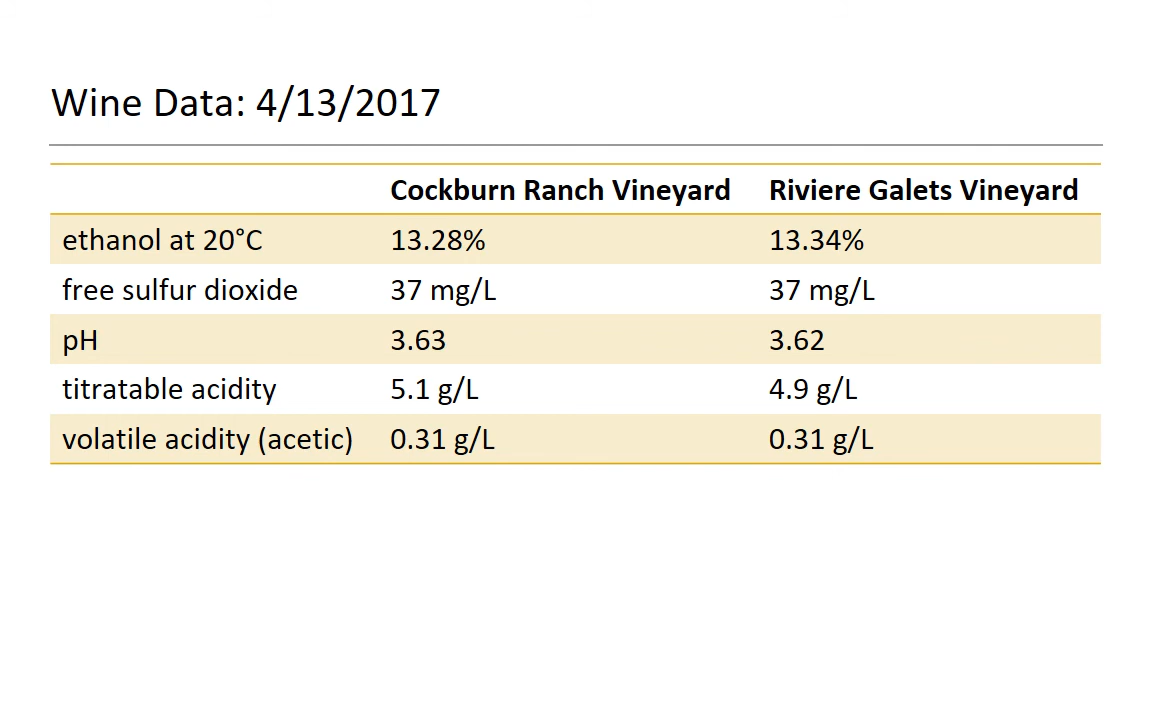 Wine Data: 4/13/2017
Cockburn Ranch Vineyard Riviere Galets Vineyard
ethanol at 20°C 13.28% 13.34%
free sulfur dioxide 37 mg/L 37 mg/L
pH 3.63 3.62
titratable acidity 5.1 g/L 4.9 g/L
volatile acidity (acetic) 0.31 g/L 0.31 g/L